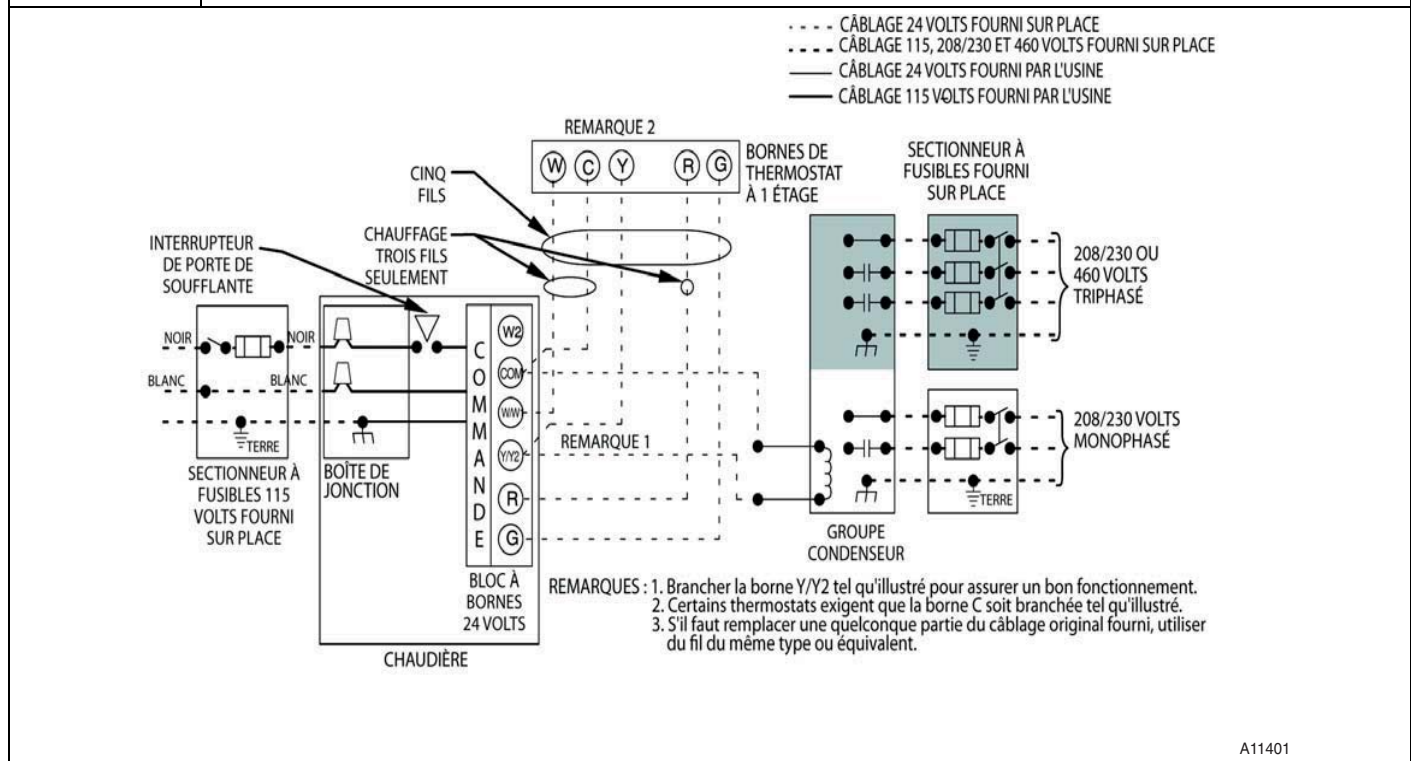 CÂBLAGE 24 VOLTS FOURNI SUR PLACE
CÂBLAGE 115, 208/230 ET 460 VOLTS FOURNI SUR PLACE
CÂBLAGE 24 VOLTS FOURNI PAR L'USINE
CÂBLAGE 115 VOLTS FOURNI PAR L'USINE
REMARQUE 2
W C Y R G
BORNES DE
THERMOSTAT
À 1 ÉTAGE
SECTIONNEUR À
FUSIBLES FOURNI
SUR PLACE
CINQ
FILS
CHAUFFAGE
TROIS FILS
SEULEMENT
INTERRUPTEUR
DE PORTE DE
SOUFFLANTE
208/230 OU
460 VOLTS
TRIPHASÉ
NOIR
NOIR
BLANC
BLANC
TERRE
SECTIONNEUR À
FUSIBLES 115
VOLTS FOURNI
SUR PLACE
BOÎTE DE
JONCTION
COMMANDE
W2
COM
W/W1
Y/Y2
R
G
REMARQUE 1
208/230 VOLTS
MONOPHASÉ
TERRE
GROUPE
CONDENSEUR
BLOC À
BORNES
24 VOLTS
CHAUDIÈRE
REMARQUES : 1. Brancher la borne Y/Y2 tel qu'illustré pour assurer un bon fonctionnement.
2. Certains thermostats exigent que la borne C soit branchée tel qu'illustré.
3. S'il faut remplacer une quelconque partie du câblage original fourni, utiliser
du fil du même type ou équivalent.
A11401